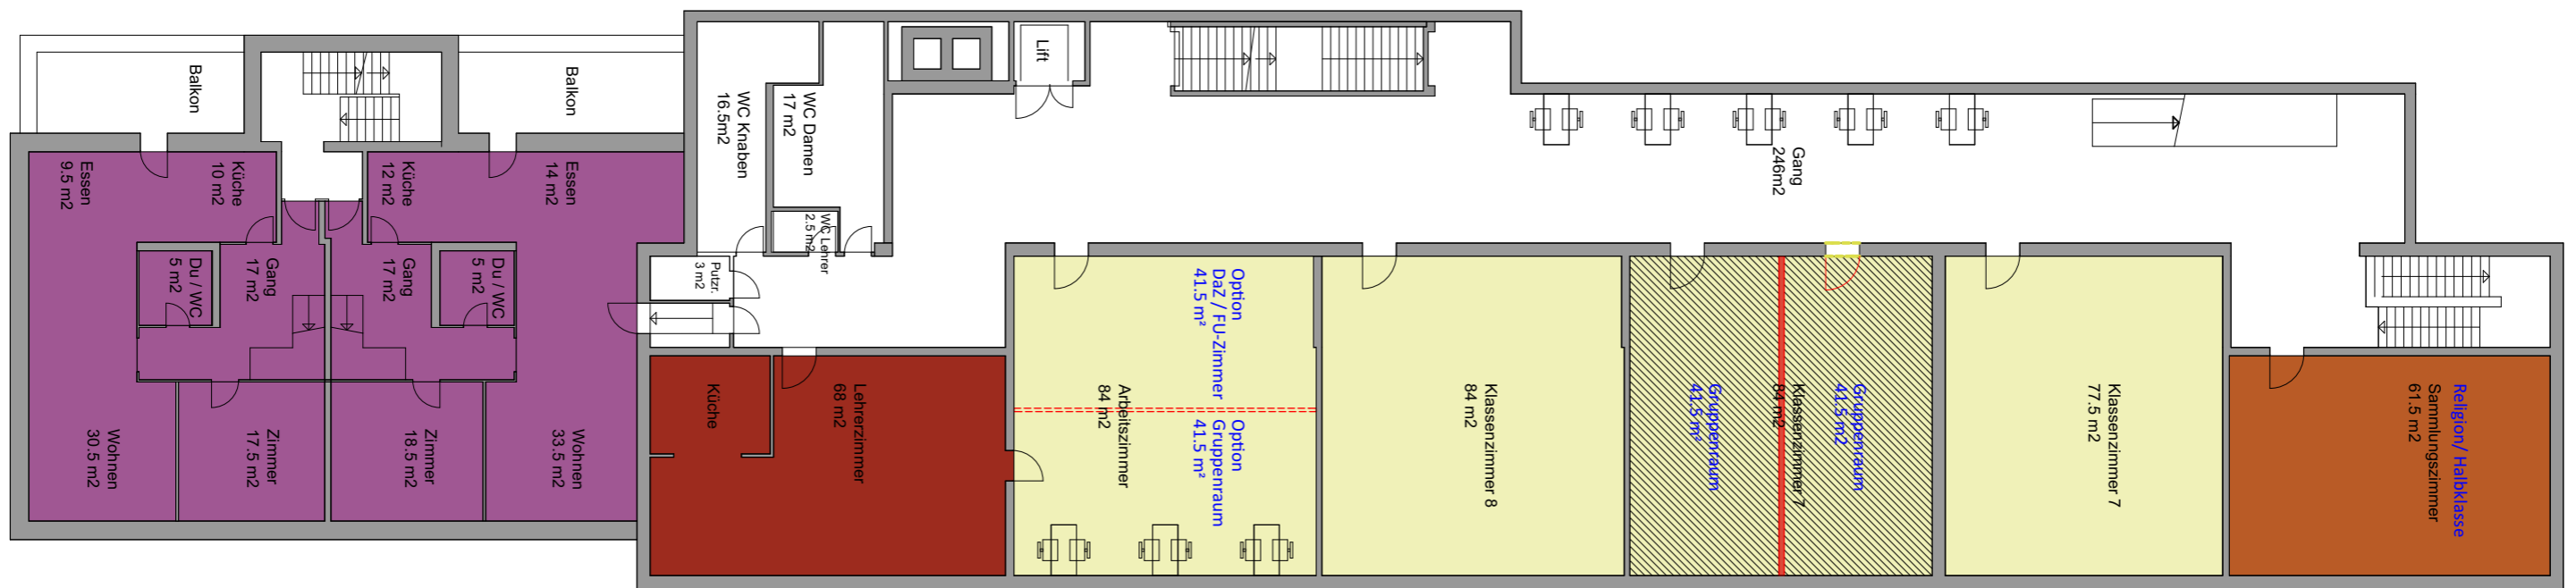 Balkon
Balkon
Essen
9.5 m2
Küche
10 m2
Küche
12 m2
Essen
14 m2
Du / WC
5 m2
Gang
17 m2
Gang
17 m2
Du / WC
5 m2
Wohnen
30.5 m2
Zimmer
17.5 m2
Zimmer
18.5 m2
Wohnen
33.5 m2
WC Knaben
16.5m2
WC Damen
17 m2
WC Lehrer
2.5 m2
Putzr.
3 m2
Lift
Gang
246m2
Küche
Lehrerzimmer
68 m2
Option
DaZ / FU-Zimmer
41.5 m²
Arbeitszimmer
84 m2
Option
Gruppenraum
41.5 m²
Klassenzimmer 8
84 m2
Gruppenraum
41.5 m²
Klassenzimmer 7
84 m2
Gruppenraum
41.5 m2
Klassenzimmer 7
77.5 m2
Religion/ Halbklasse
Sammlungszimmer
61.5 m2